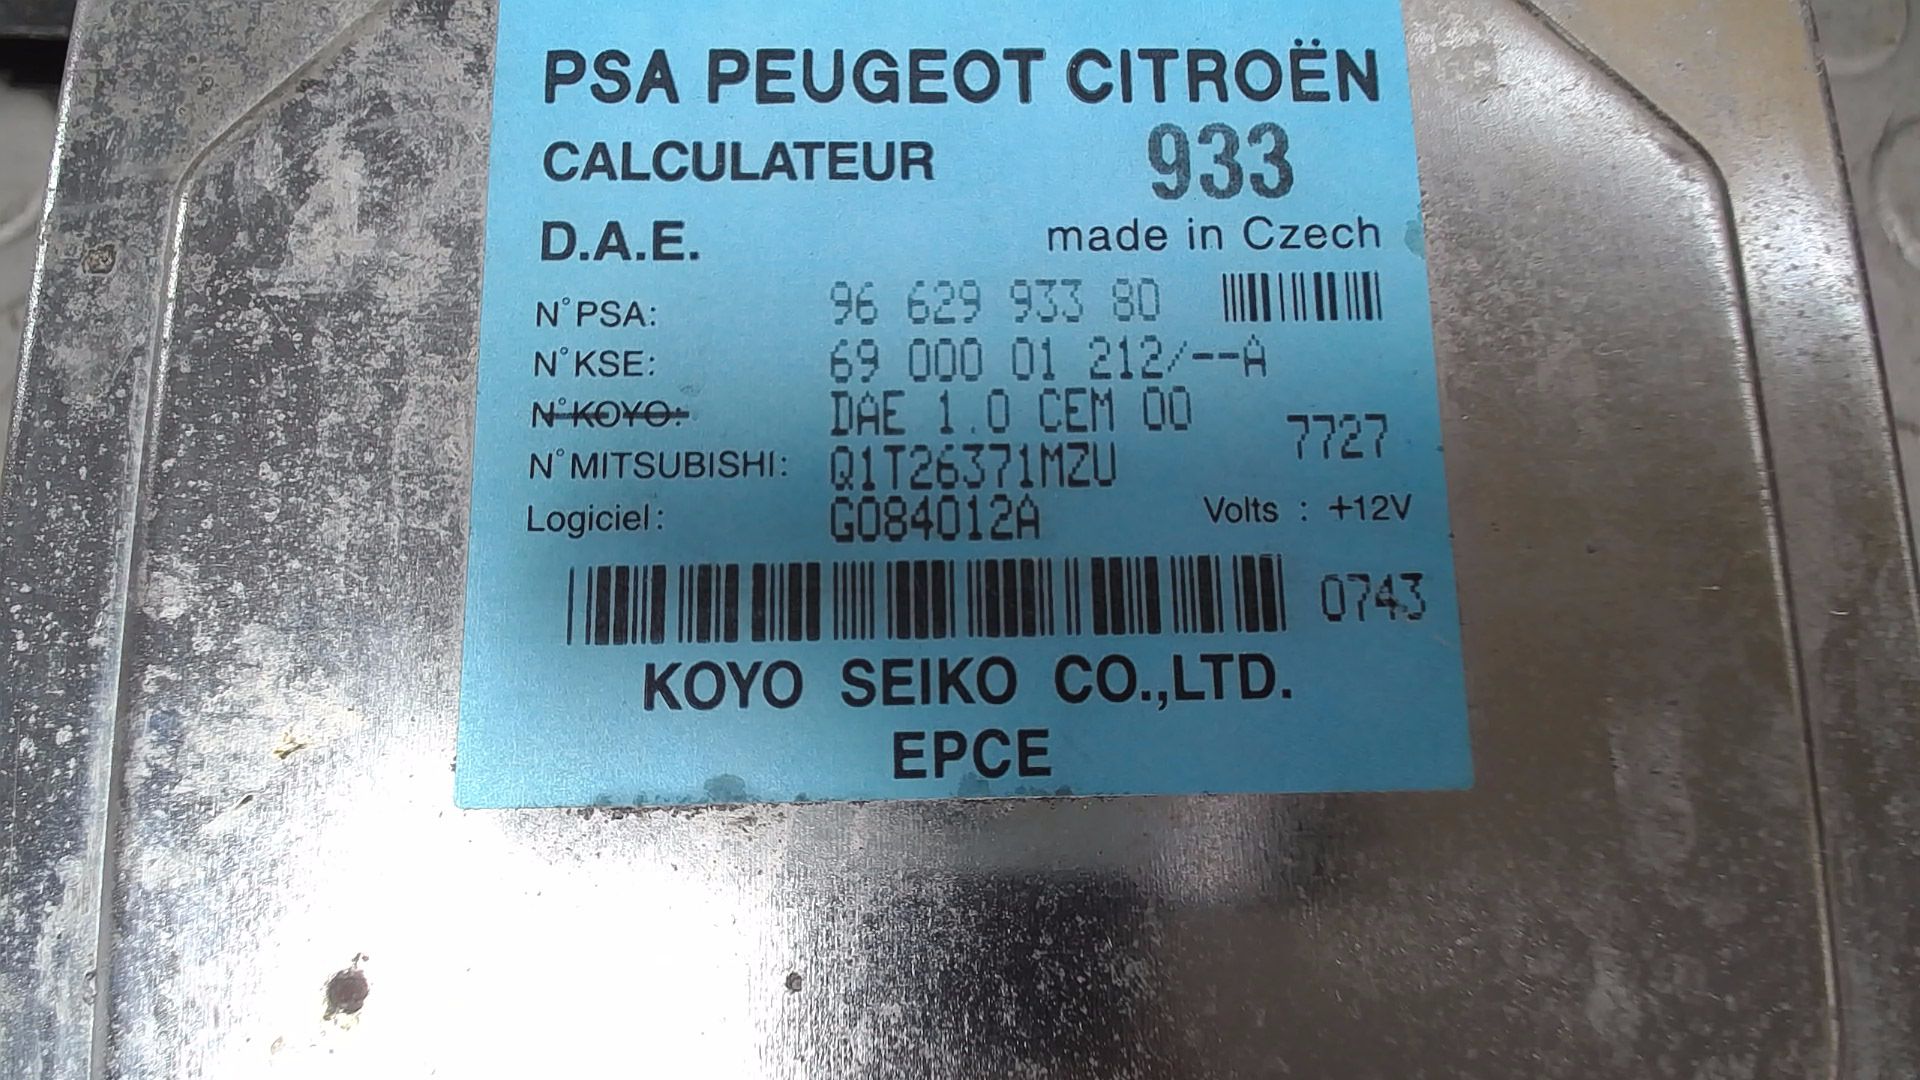 PSA PEUGEOT CITROËN
CALCULATEUR 933
D.A.E. made in Czech
N°PSA: 96 629 933 80
N°KSE: 69 000 01 212/--A
N°KOYO: DAE 1.0 CEM 00 7727
N°MITSUBISHI: Q1T26371MZU
Logiciel: G084012A Volts : +12V
0743
KOYO SEIKO CO.,LTD.
EPCE